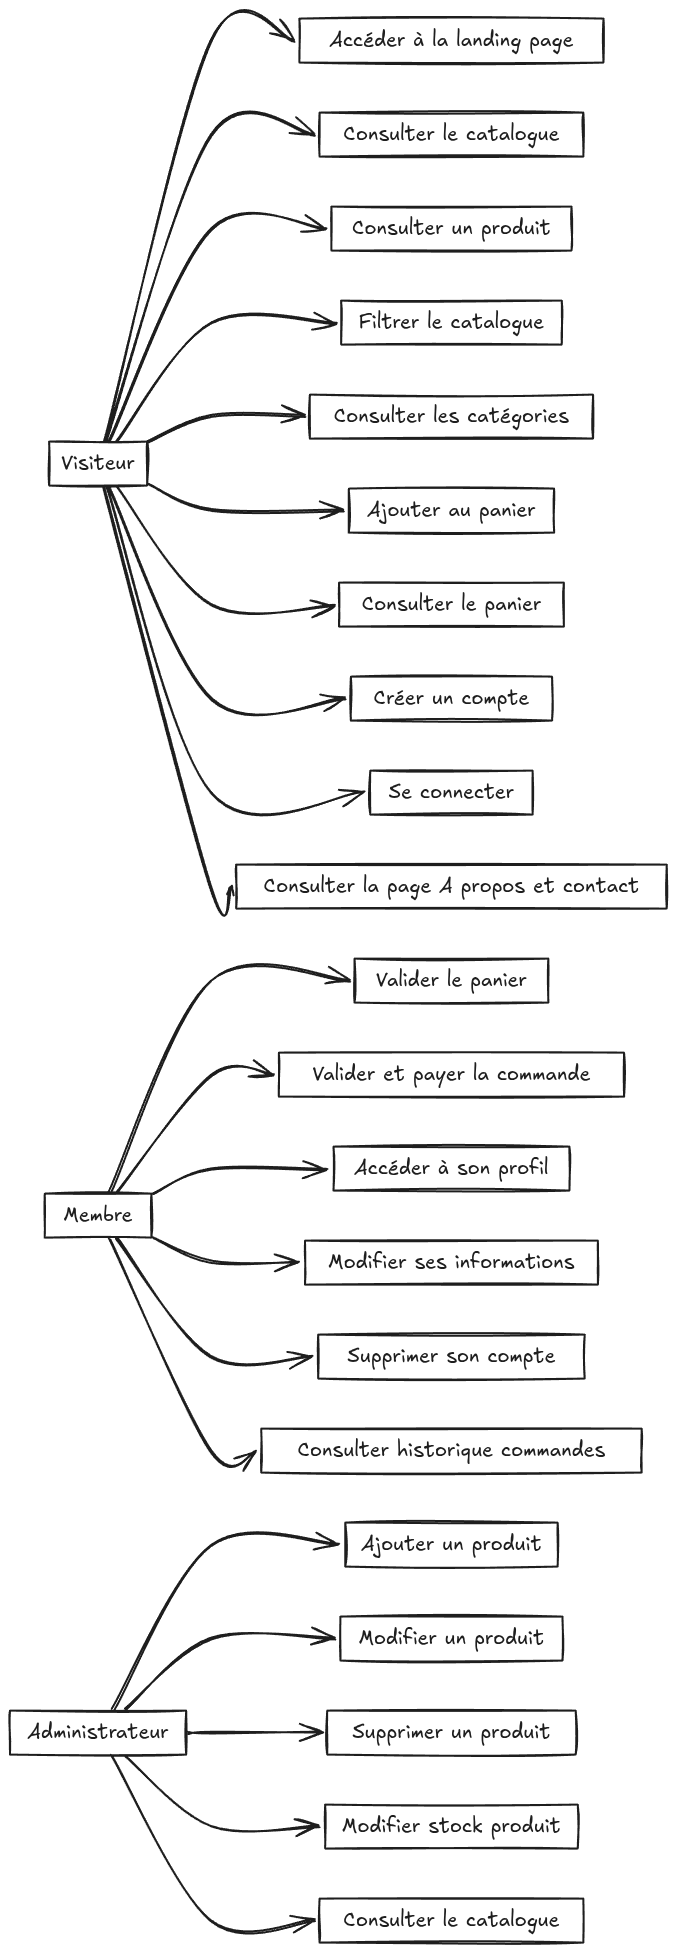 Accéder à la landing page
Consulter le catalogue
Consulter un produit
Filtrer le catalogue
Consulter les catégories
Visiteur
Ajouter au panier
Consulter le panier
Créer un compte
Se connecter
Consulter la page A propos et contact
Valider le panier
Valider et payer la commande
Accéder à son profil
Membre
Modifier ses informations
Supprimer son compte
Consulter historique commandes
Ajouter un produit
Modifier un produit
Administrateur
Supprimer un produit
Modifier stock produit
Consulter le catalogue